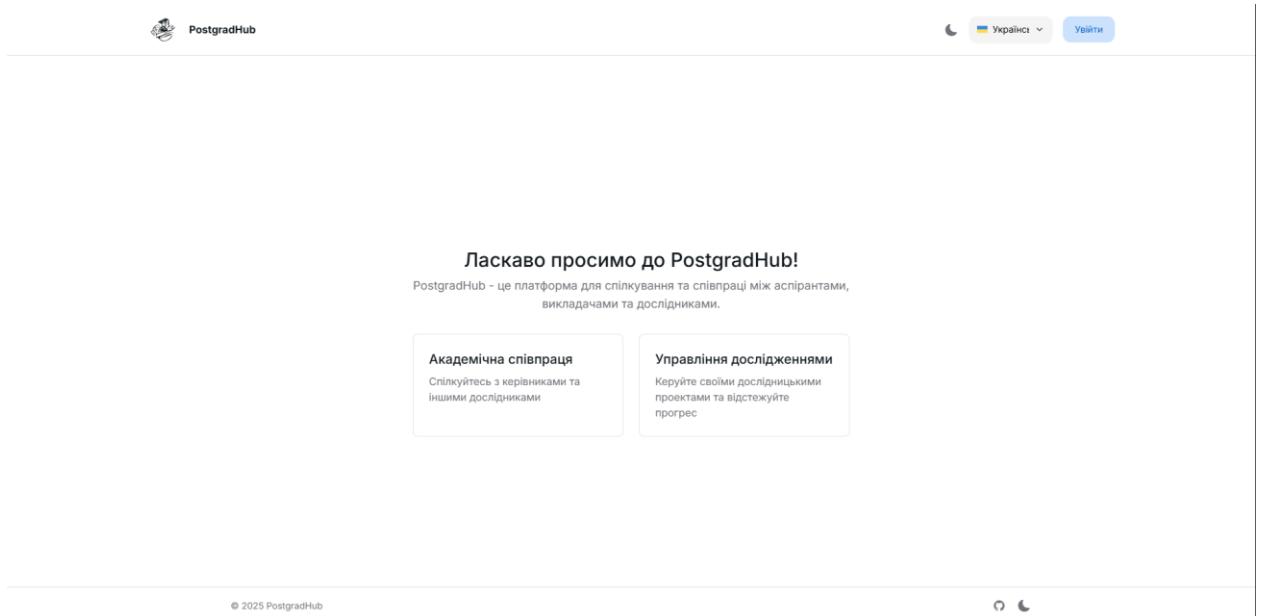 PostgradHub
Українсь
Увійти
Ласкаво просимо до PostgradHub!
PostgradHub - це платформа для спілкування та співпраці між аспірантами,
викладачами та дослідниками.
Академічна співпраця
Спілкуйтесь з керівниками та
іншими дослідниками
Управління дослідженнями
Керуйте своїми дослідницькими
проектами та відстежуйте
прогрес
© 2025 PostgradHub